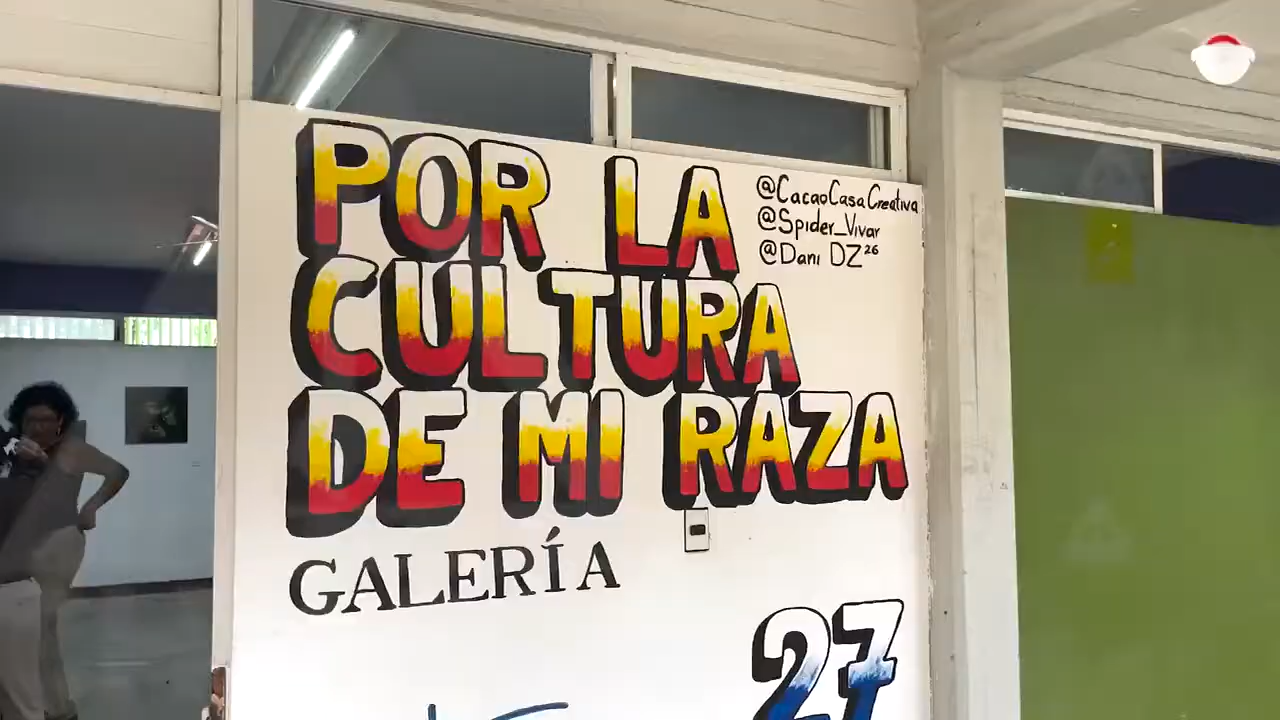 POR LA
CULTURA
DE MI RAZA
@CacaoCasaCreativa
@Spider_Vivar
@Dani DZ26
GALERÍA
27